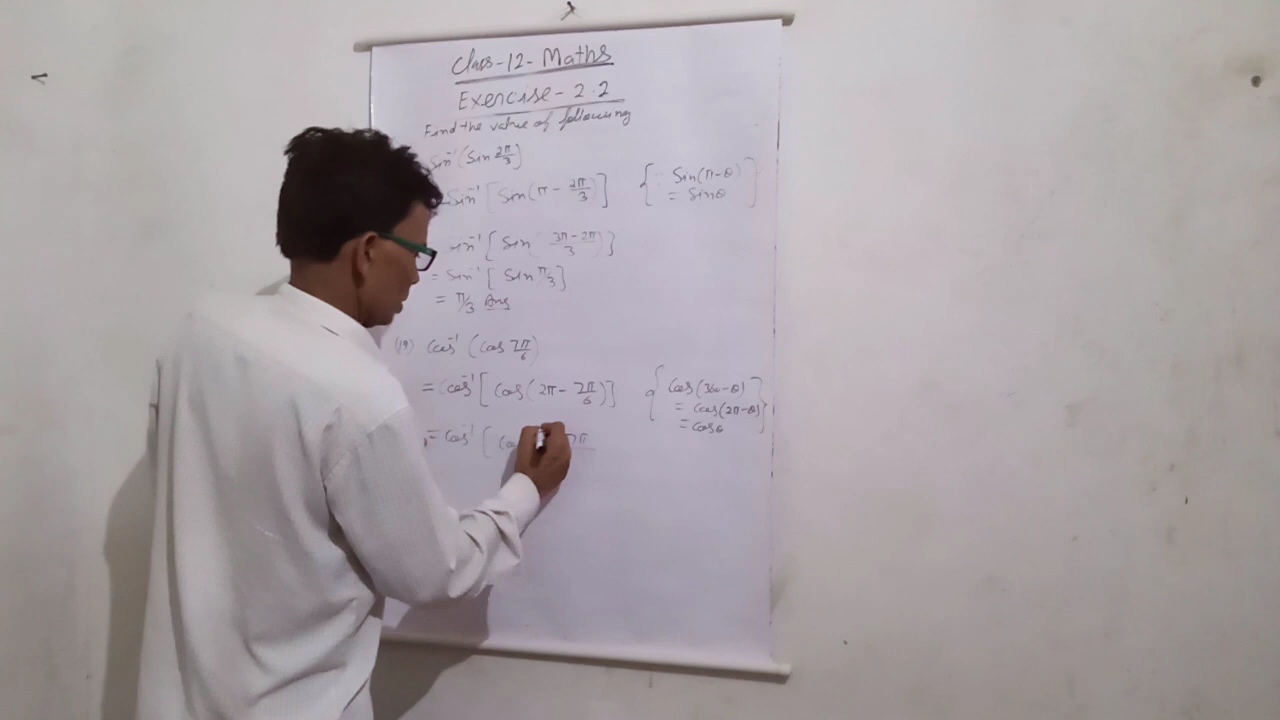 Class-12-Maths
Exercise-2.2
Find the value of following
Sin⁻¹(Sin 2π/3)
Sin⁻¹[Sin(π - 2π/3)] {∵ Sin(π-θ)
= Sinθ}
Sin⁻¹[Sin(3π-2π/3)]
= Sin⁻¹[Sin π/3]
= π/3 Ans
(19) Cos⁻¹(Cos 7π/6)
= Cos⁻¹[Cos(2π - 7π/6)] {Cos(360-θ)
= Cos(2π-θ)
= Cosθ}
= Cos⁻¹[Cos 7π